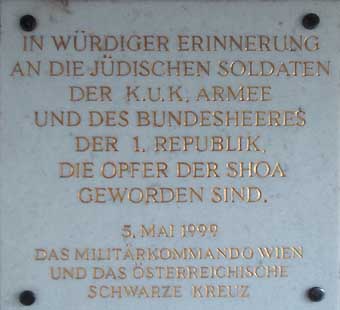 IN WÜRDIGER ERINNERUNG
AN DIE JÜDISCHEN SOLDATEN
DER K.U.K. ARMEE
UND DES BUNDESHEERES
DER 1. REPUBLIK,
DIE OPFER DER SHOA
GEWORDEN SIND.
5. MAI 1999
DAS MILITÄRKOMMANDO WIEN
UND DAS ÖSTERREICHISCHE
SCHWARZE KREUZ